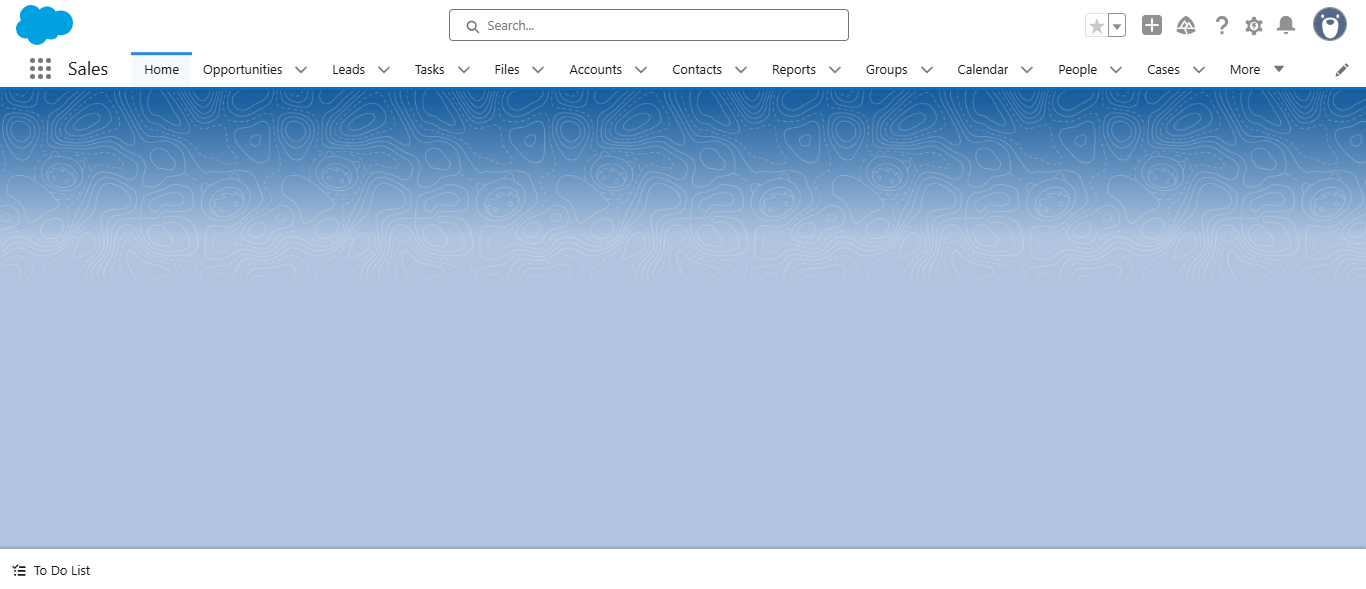 Search...
Sales
Home
Opportunities
Leads
Tasks
Files
Accounts
Contacts
Reports
Groups
Calendar
People
Cases
More
To Do List